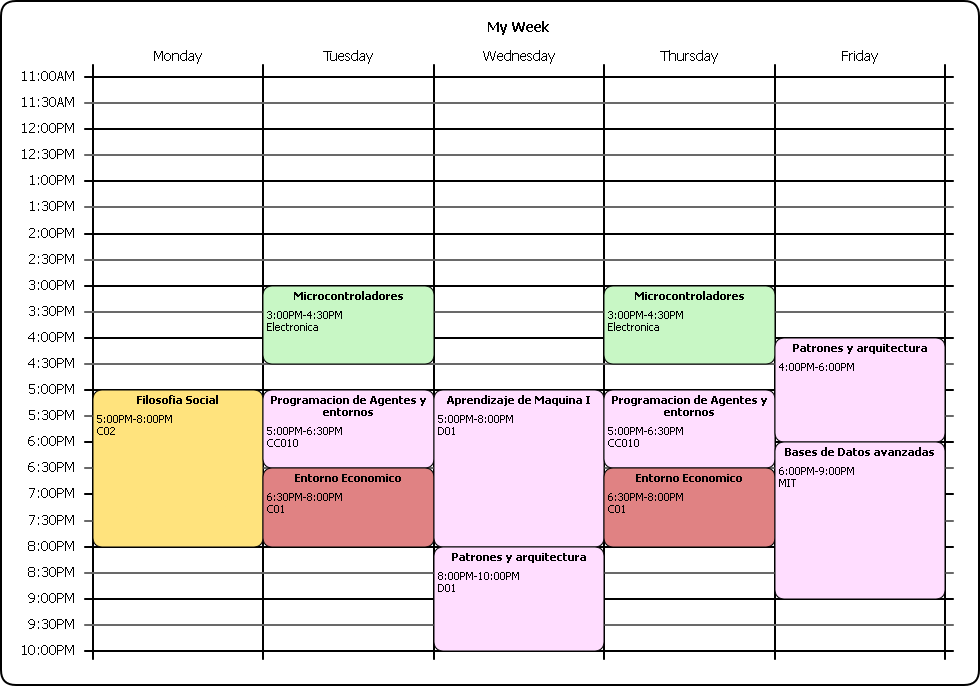 My Week
Monday
Tuesday
Wednesday
Thursday
Friday
11:00AM
11:30AM
12:00PM
12:30PM
1:00PM
1:30PM
2:00PM
2:30PM
3:00PM
3:30PM
4:00PM
4:30PM
5:00PM
5:30PM
6:00PM
6:30PM
7:00PM
7:30PM
8:00PM
8:30PM
9:00PM
9:30PM
10:00PM
Filosofia Social
5:00PM-8:00PM
C02
Microcontroladores
3:00PM-4:30PM
Electronica
Programacion de Agentes y
entornos
5:00PM-6:30PM
CC010
Entorno Economico
6:30PM-8:00PM
C01
Aprendizaje de Maquina I
5:00PM-8:00PM
D01
Patrones y arquitectura
8:00PM-10:00PM
D01
Microcontroladores
3:00PM-4:30PM
Electronica
Programacion de Agentes y
entornos
5:00PM-6:30PM
CC010
Entorno Economico
6:30PM-8:00PM
C01
Patrones y arquitectura
4:00PM-6:00PM
Bases de Datos avanzadas
6:00PM-9:00PM
MIT